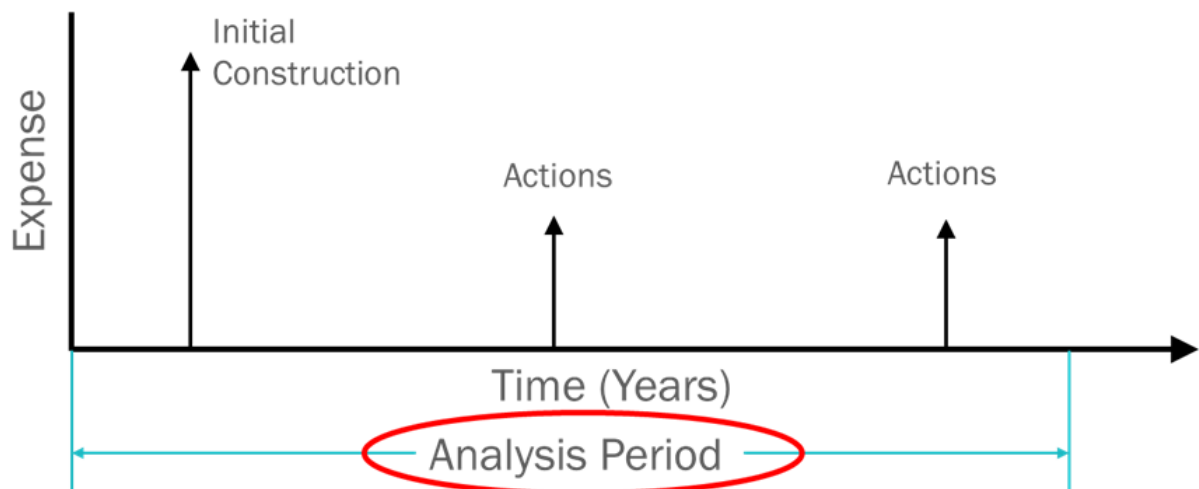 Initial
Construction
Expense
Actions
Actions
Time (Years)
Analysis Period